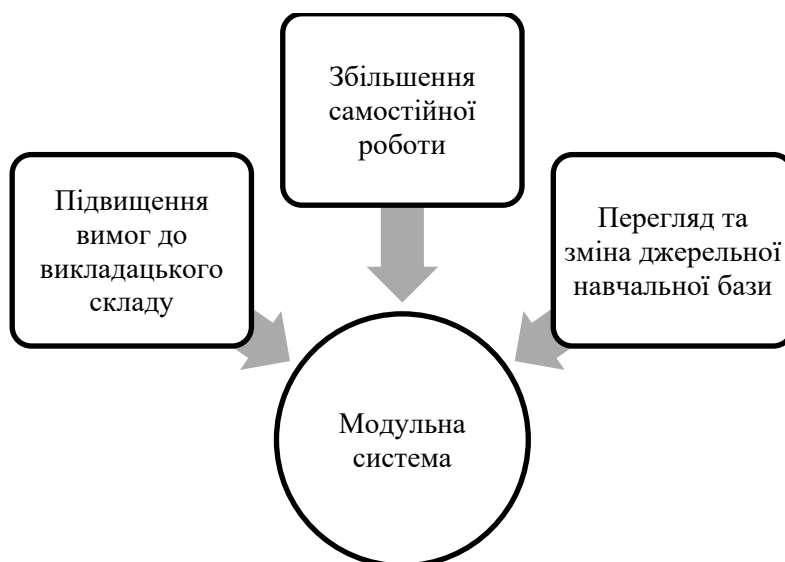 Збільшення
самостійної
роботи
Підвищення
вимог до
викладацького
складу
Перегляд та
зміна джерельної
навчальної бази
Модульна
система